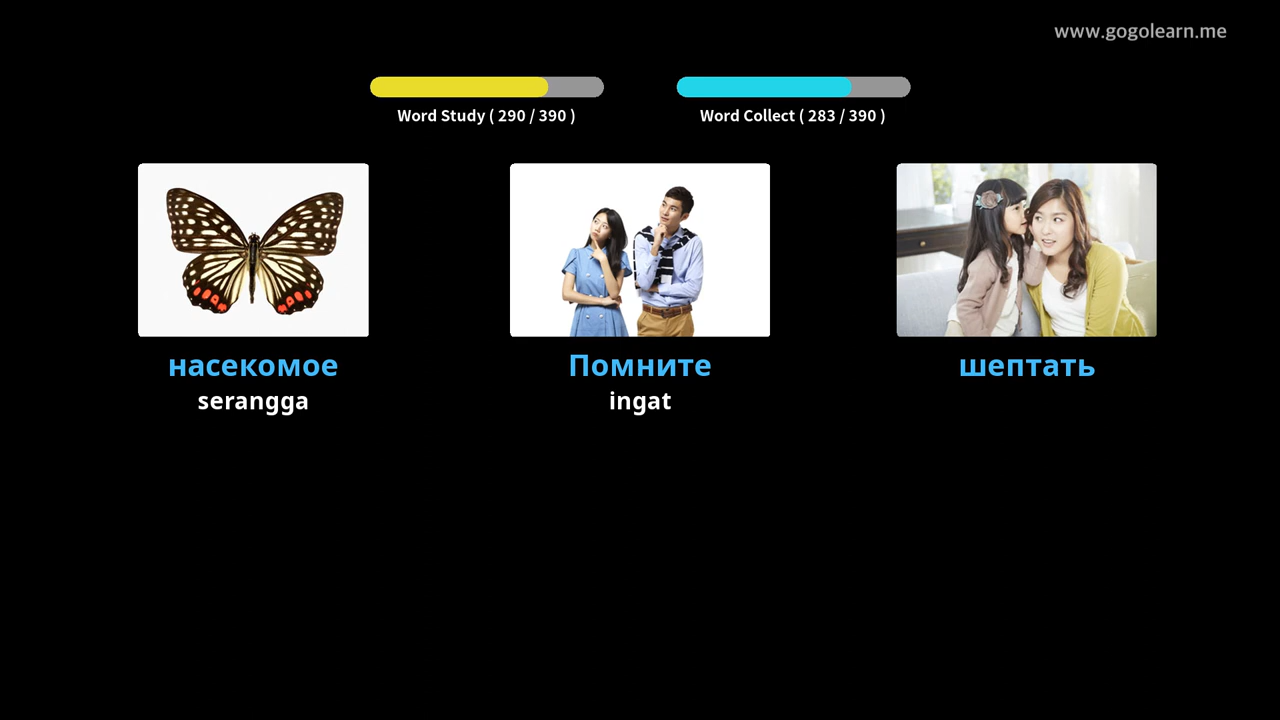 www.gogolearn.me
Word Study ( 290 / 390 )
Word Collect ( 283 / 390 )
насекомое
serangga
Помните
ingat
шептать